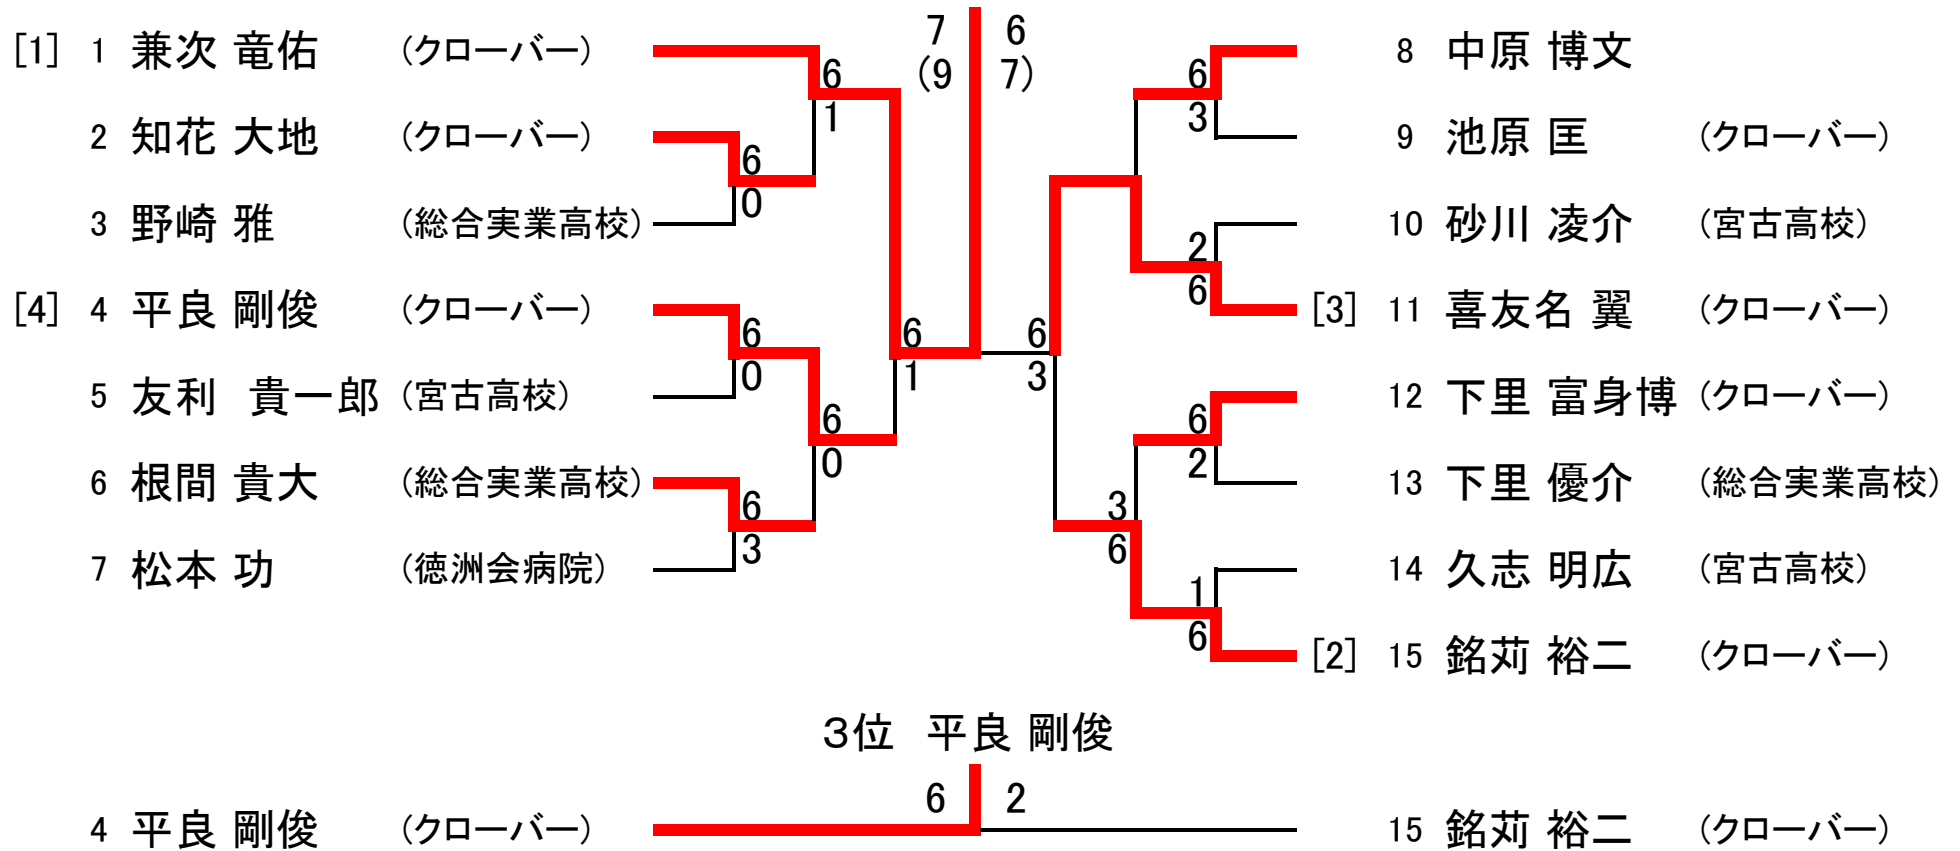 [1] 1 兼次 竜佑 (クローバー)
2 知花 大地 (クローバー)
3 野崎 雅 (総合実業高校)
[4] 4 平良 剛俊 (クローバー)
5 友利 貴一郎 (宮古高校)
6 根間 貴大 (総合実業高校)
7 松本 功 (徳洲会病院)
6
1
6
0
6
0
6
0
6
3
6
1
7 6
(9 7)
6
3
6
3
2
6
6
2
3
6
1
6
8 中原 博文
9 池原 匡 (クローバー)
10 砂川 凌介 (宮古高校)
[3] 11 喜友名 翼 (クローバー)
12 下里 富身博 (クローバー)
13 下里 優介 (総合実業高校)
14 久志 明広 (宮古高校)
[2] 15 銘苅 裕二 (クローバー)
3位 平良 剛俊
6 2
4 平良 剛俊 (クローバー)
15 銘苅 裕二 (クローバー)